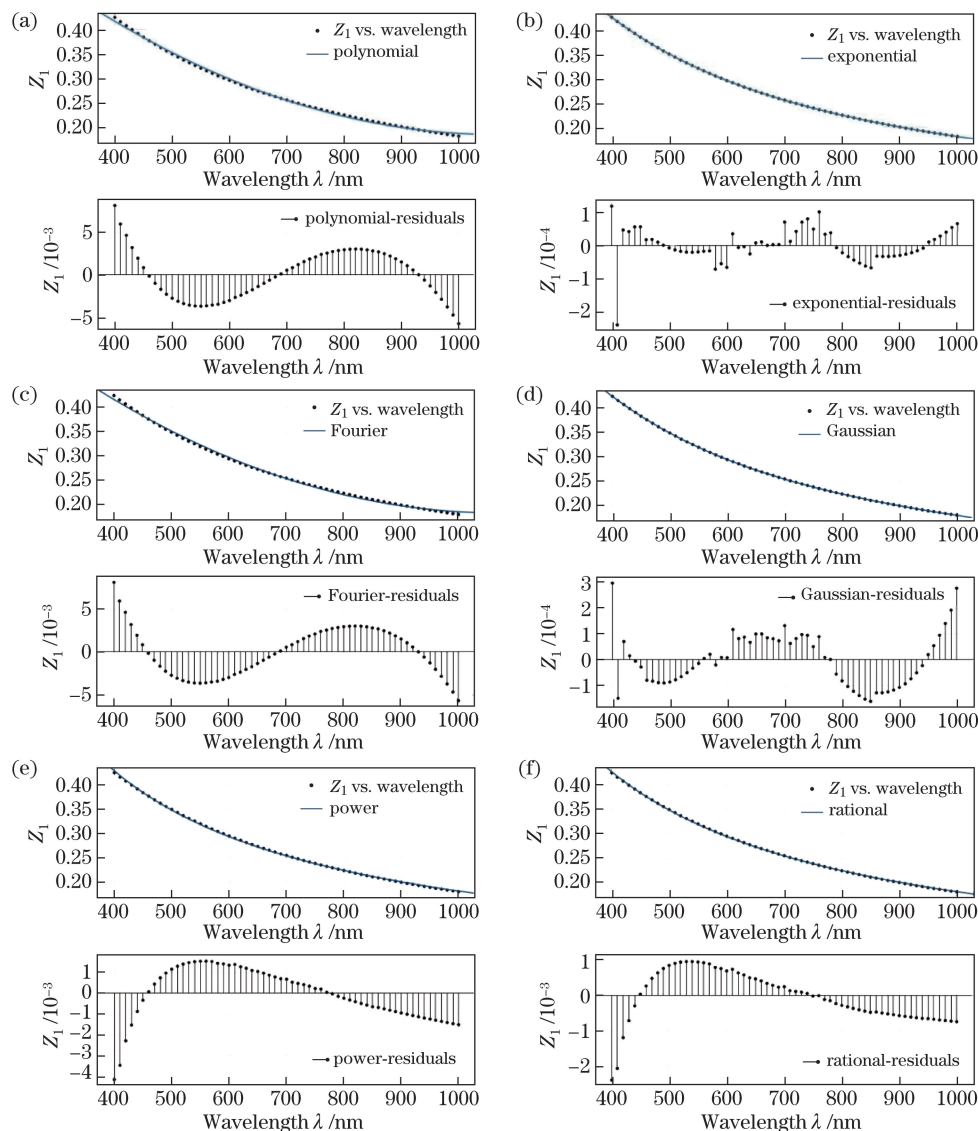 (a)
0.40
0.35
0.30
0.25
0.20
Z1
Z1 vs. wavelength
polynomial
400 500 600 700 800 900 1000
Wavelength λ /nm
5
0
−5
Z1 /10−3
polynomial-residuals
400 500 600 700 800 900 1000
Wavelength λ /nm
(b)
0.40
0.35
0.30
0.25
0.20
Z1
Z1 vs. wavelength
exponential
400 500 600 700 800 900 1000
Wavelength λ /nm
1
0
−1
−2
Z1 /10−4
exponential-residuals
400 500 600 700 800 900 1000
Wavelength λ /nm
(c)
0.40
0.35
0.30
0.25
0.20
Z1
Z1 vs. wavelength
Fourier
400 500 600 700 800 900 1000
Wavelength λ /nm
5
0
−5
Z1 /10−3
Fourier-residuals
400 500 600 700 800 900 1000
Wavelength λ /nm
(d)
0.40
0.35
0.30
0.25
0.20
Z1
Z1 vs. wavelength
Gaussian
400 500 600 700 800 900 1000
Wavelength λ /nm
3
2
1
0
−1
Z1 /10−4
Gaussian-residuals
400 500 600 700 800 900 1000
Wavelength λ /nm
(e)
0.40
0.35
0.30
0.25
0.20
Z1
Z1 vs. wavelength
power
400 500 600 700 800 900 1000
Wavelength λ /nm
1
0
−1
−2
−3
−4
Z1 /10−3
power-residuals
400 500 600 700 800 900 1000
Wavelength λ /nm
(f)
0.40
0.35
0.30
0.25
0.20
Z1
Z1 vs. wavelength
rational
400 500 600 700 800 900 1000
Wavelength λ /nm
1
0
−1
−2
Z1 /10−3
rational-residuals
400 500 600 700 800 900 1000
Wavelength λ /nm